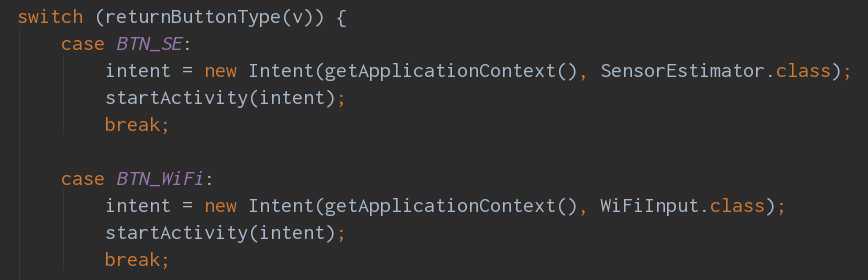 switch (returnButtonType(v)) {
case BTN_SE:
intent = new Intent(getApplicationContext(), SensorEstimator.class);
startActivity(intent);
break;
case BTN_WiFi:
intent = new Intent(getApplicationContext(), WiFiInput.class);
startActivity(intent);
break;